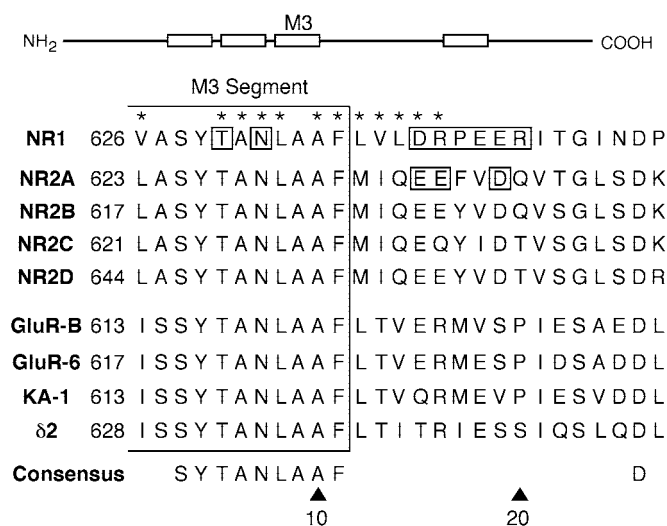 M3
NH2 COOH
M3 Segment
* * * * * * * * * * * *
NR1 626 V A S Y T A N L A A F L V L D R P E E R I T G I N D P
NR2A 623 L A S Y T A N L A A F M I Q E E F V D Q V T G L S D K
NR2B 617 L A S Y T A N L A A F M I Q E E Y V D Q V S G L S D K
NR2C 621 L A S Y T A N L A A F M I Q E Q Y I D T V S G L S D K
NR2D 644 L A S Y T A N L A A F M I Q E E Y V D T V S G L S D R
GluR-B 613 I S S Y T A N L A A F L T V E R M V S P I E S A E D L
GluR-6 617 I S S Y T A N L A A F L T V E R M E S P I D S A D D L
KA-1 613 I S S Y T A N L A A F L T V Q R M E V P I E S V D D L
δ2 628 I S S Y T A N L A A F L T I T R I E S S I Q S L Q D L
Consensus S Y T A N L A A F D
10 20